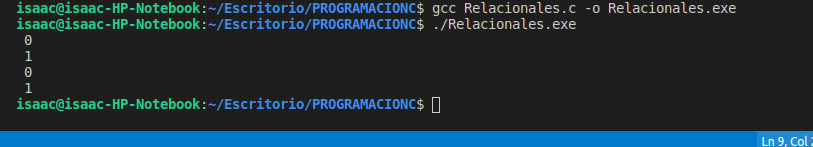 isaac@isaac-HP-Notebook:~/Escritorio/PROGRAMACIONC$ gcc Relacionales.c -o Relacionales.exe
isaac@isaac-HP-Notebook:~/Escritorio/PROGRAMACIONC$ ./Relacionales.exe
0
1
0
1
isaac@isaac-HP-Notebook:~/Escritorio/PROGRAMACIONC$
Ln 9, Col